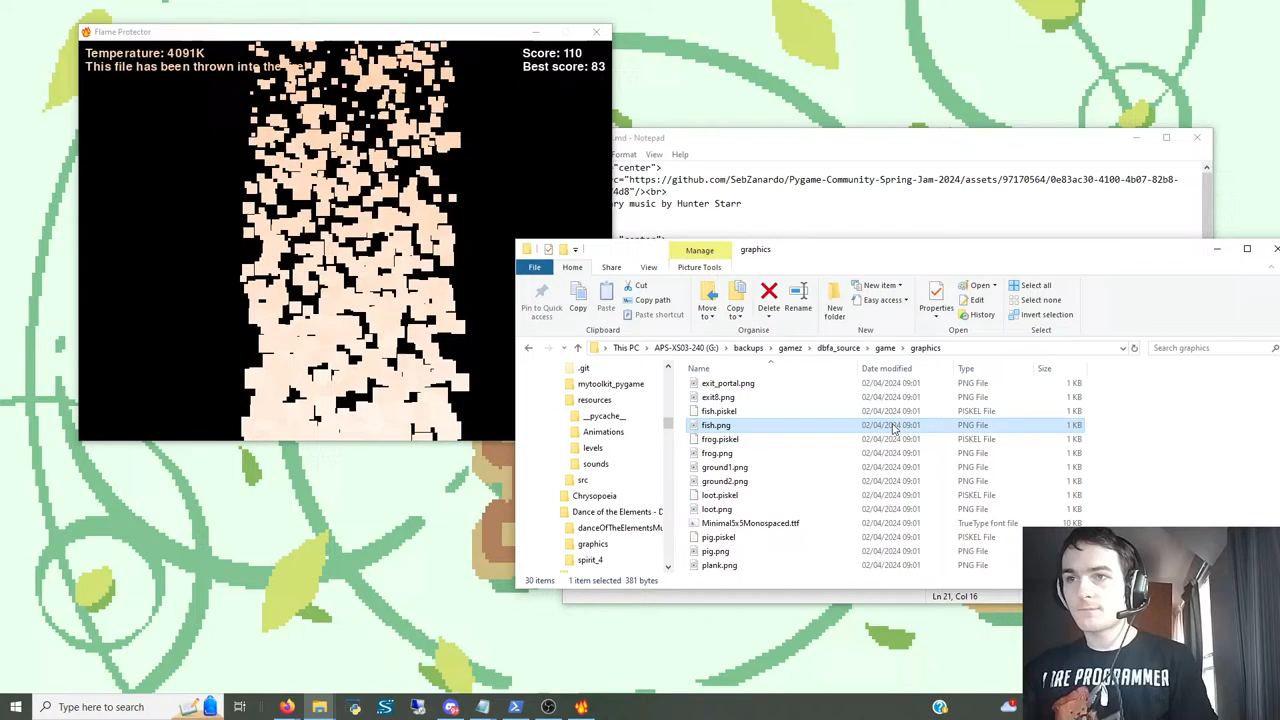 Flame Protector
Temperature: 4091K
Score: 110
This file has been thrown into the
Best score: 83
.md - Notepad
Format View Help
"center">
c="https://github.com/SebZanardo/Pygame-Community-Spring-Jam-2024/assets/97170564/0e83ac30-4100-4b07-82b8-
4d8"/><br>
ry music by Hunter Starr
"center">
Manage
graphics
File
Home
Share
View
Picture Tools
Pin to Quick access
Copy
Paste
Cut
Copy path
Paste shortcut
Move to
Copy to
Delete
Rename
New folder
New item
Easy access
Properties
Open
Edit
History
Select all
Select none
Invert selection
Clipboard
Organise
New
Open
Select
This PC > APS-XS03-240 (G:) > backups > gamez > dbfa_source > game > graphics
Search graphics
.git
mytoolkit_pygame
resources
__pycache__
Animations
levels
sounds
src
Chrysopoeia
Dance of the Elements - D
danceOfTheElementsMu
graphics
spirit_4
Name Date modified Type Size
exit_portal.png 02/04/2024 09:01 PNG File 1 KB
exit8.png 02/04/2024 09:01 PNG File 1 KB
fish.piskel 02/04/2024 09:01 PISKEL File 1 KB
fish.png 02/04/2024 09:01 PNG File 1 KB
frog.piskel 02/04/2024 09:01 PISKEL File 1 KB
frog.png 02/04/2024 09:01 PNG File 1 KB
ground1.png 02/04/2024 09:01 PNG File 1 KB
ground2.png 02/04/2024 09:01 PNG File 1 KB
loot.piskel 02/04/2024 09:01 PISKEL File 1 KB
loot.png 02/04/2024 09:01 PNG File 1 KB
Minimal5x5Monospaced.ttf 02/04/2024 09:01 TrueType font file 10 KB
pig.piskel 02/04/2024 09:01 PISKEL File
pig.png 02/04/2024 09:01 PNG File
plank.png 02/04/2024 09:01 PNG File
30 items 1 item selected 381 bytes
Ln 21, Col 16
PROGRAMMER
Type here to search